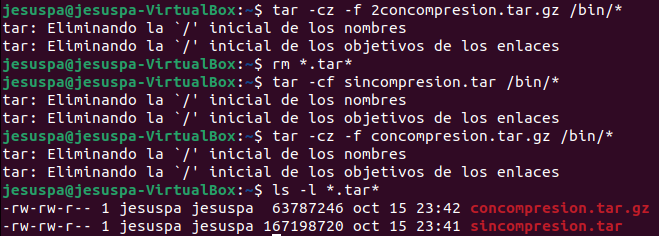 jesuspa@jesuspa-VirtualBox:~$ tar -cz -f 2concompresion.tar.gz /bin/*
tar: Eliminando la `/' inicial de los nombres
tar: Eliminando la `/' inicial de los objetivos de los enlaces
jesuspa@jesuspa-VirtualBox:~$ rm *.tar*
jesuspa@jesuspa-VirtualBox:~$ tar -cf sincompresion.tar /bin/*
tar: Eliminando la `/' inicial de los nombres
tar: Eliminando la `/' inicial de los objetivos de los enlaces
jesuspa@jesuspa-VirtualBox:~$ tar -cz -f concompresion.tar.gz /bin/*
tar: Eliminando la `/' inicial de los nombres
tar: Eliminando la `/' inicial de los objetivos de los enlaces
jesuspa@jesuspa-VirtualBox:~$ ls -l *.tar*
-rw-rw-r-- 1 jesuspa jesuspa  63787246 oct 15 23:42 concompresion.tar.gz
-rw-rw-r-- 1 jesuspa jesuspa 167198720 oct 15 23:41 sincompresion.tar